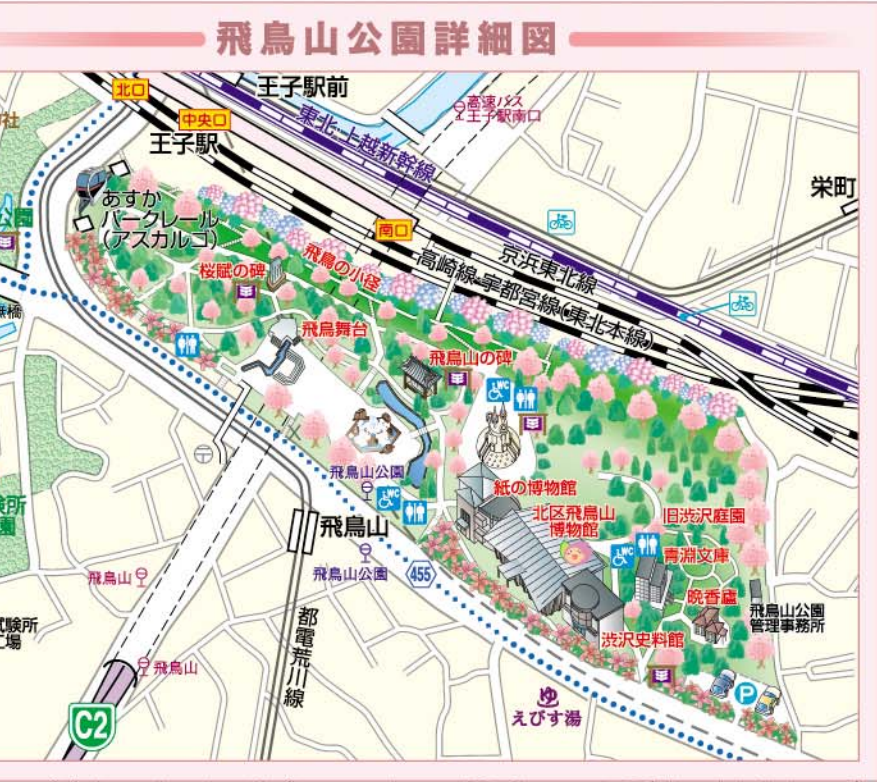 飛鳥山公園詳細図
王子駅前
北口
中央口
王子駅
高速バス
王子駅南口
東北・上越新幹線
栄町
あすか
パークレール
(アスカルゴ)
南口
京浜東北線
高崎線・宇都宮線(東北本線)
桜賦の碑
飛鳥の小径
飛鳥舞台
飛鳥山の碑
WC
飛鳥山公園
WC
紙の博物館
北区飛鳥山
博物館
旧渋沢庭園
WC
青淵文庫
飛鳥山
飛鳥山公園
455
飛鳥山
晩香廬
飛鳥山公園
管理事務所
都電荒川線
渋沢史料館
飛鳥山
P
C2
ゆ
えびす湯